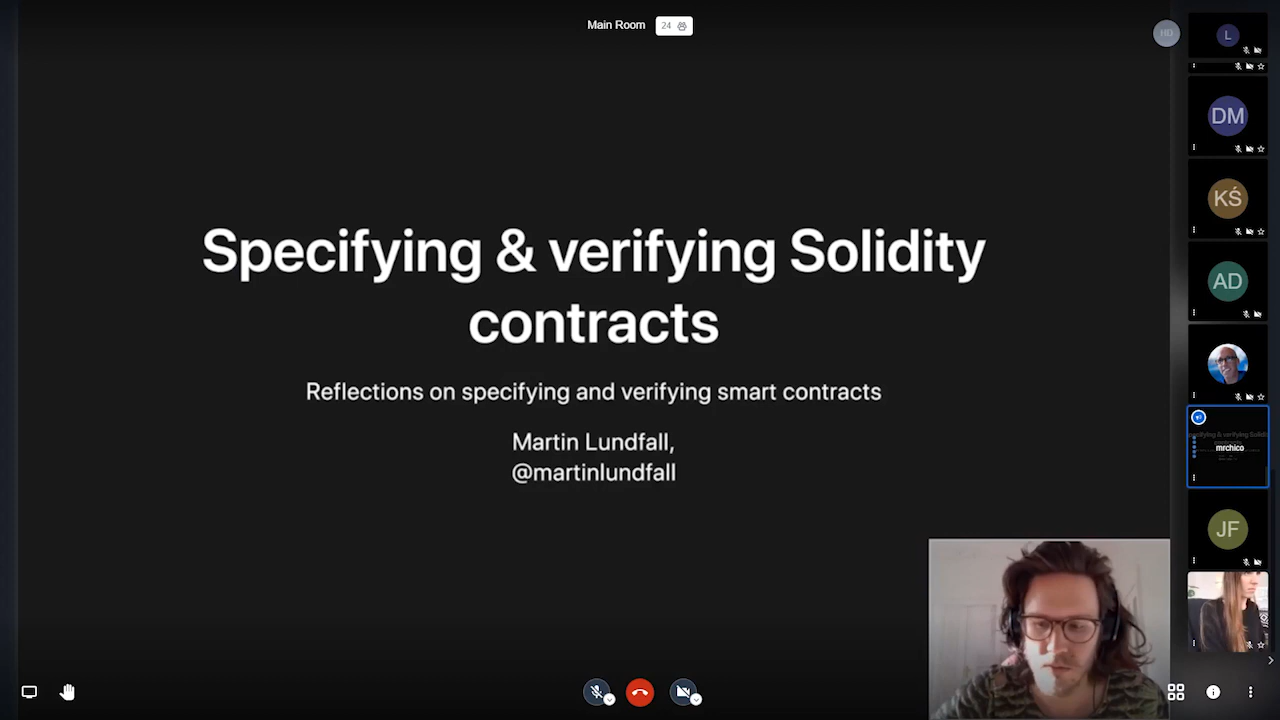 Main Room
24
HD
L
DM
KŚ
AD
Specifying & verifying Solidity
contracts
Reflections on specifying and verifying smart contracts
Martin Lundfall,
@martinlundfall
mrchico
JF